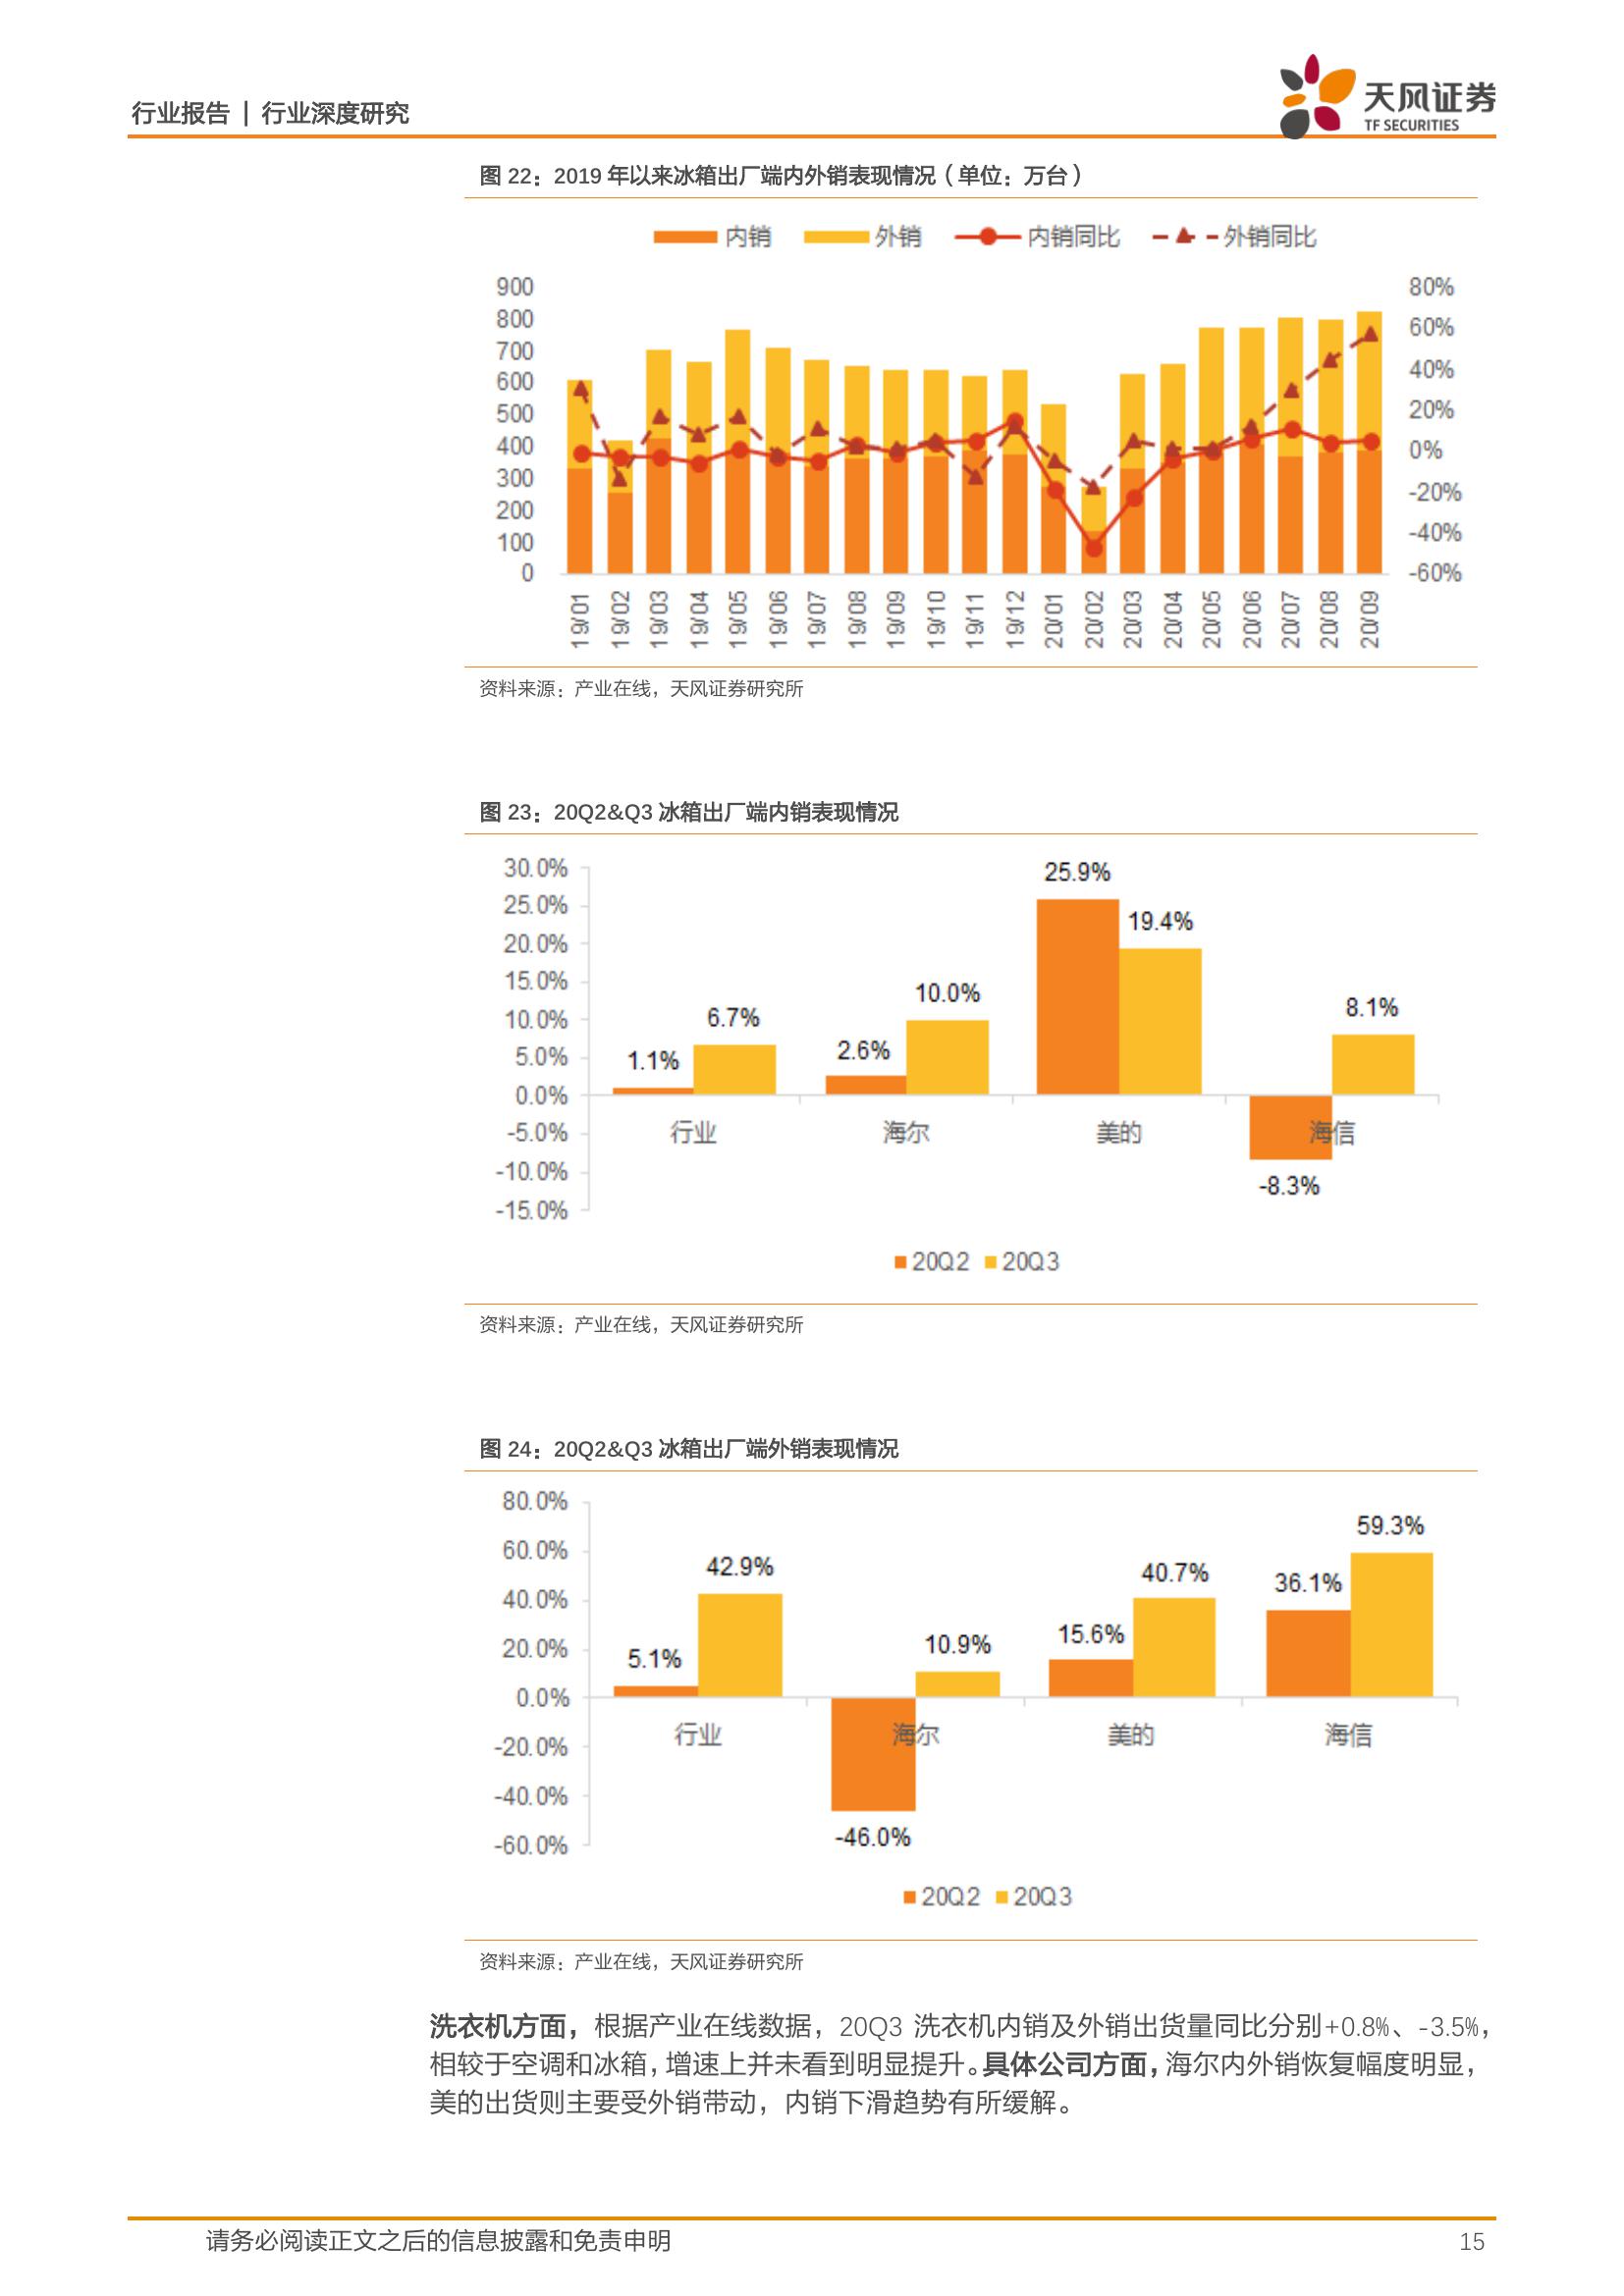 行业报告 | 行业深度研究
天风证券
TF SECURITIES
图 22：2019 年以来冰箱出厂端内外销表现情况（单位：万台）
内销 外销 内销同比 外销同比
900 80%
800 60%
700 40%
600 20%
500 0%
400 -20%
300 -40%
200 -60%
100
0
19/01 19/02 19/03 19/04 19/05 19/06 19/07 19/08 19/09 19/10 19/11 19/12 20/01 20/02 20/03 20/04 20/05 20/06 20/07 20/08 20/09
资料来源：产业在线，天风证券研究所
图 23：20Q2&Q3 冰箱出厂端内销表现情况
30.0%
25.0%
20.0%
15.0%
10.0%
5.0%
0.0%
-5.0%
-10.0%
-15.0%
1.1% 6.7% 2.6% 10.0% 25.9% 19.4% -8.3% 8.1%
行业 海尔 美的 海信
20Q2 20Q3
资料来源：产业在线，天风证券研究所
图 24：20Q2&Q3 冰箱出厂端外销表现情况
80.0%
60.0%
40.0%
20.0%
0.0%
-20.0%
-40.0%
-60.0%
5.1% 42.9% -46.0% 10.9% 15.6% 40.7% 36.1% 59.3%
行业 海尔 美的 海信
20Q2 20Q3
资料来源：产业在线，天风证券研究所
洗衣机方面，根据产业在线数据，20Q3 洗衣机内销及外销出货量同比分别+0.8%、-3.5%，
相较于空调和冰箱，增速上并未看到明显提升。具体公司方面，海尔内外销恢复幅度明显，
美的出货则主要受外销带动，内销下滑趋势有所缓解。
请务必阅读正文之后的信息披露和免责申明 15